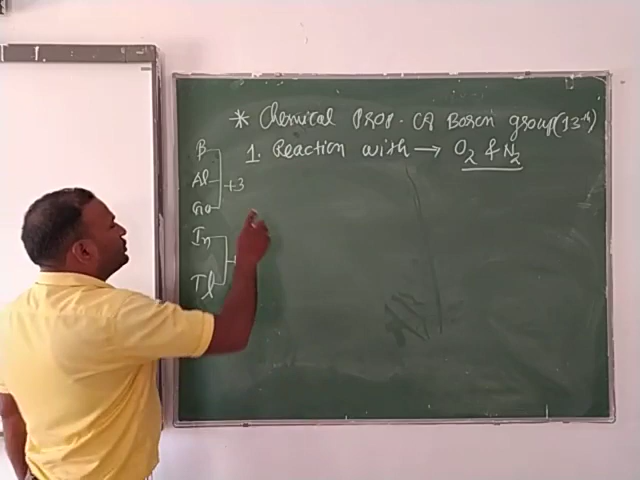 * Chemical Prop. of Boron group(13th)
1. Reaction with → O2 & N2
B
Al
Ga
+3
In
Tl
+